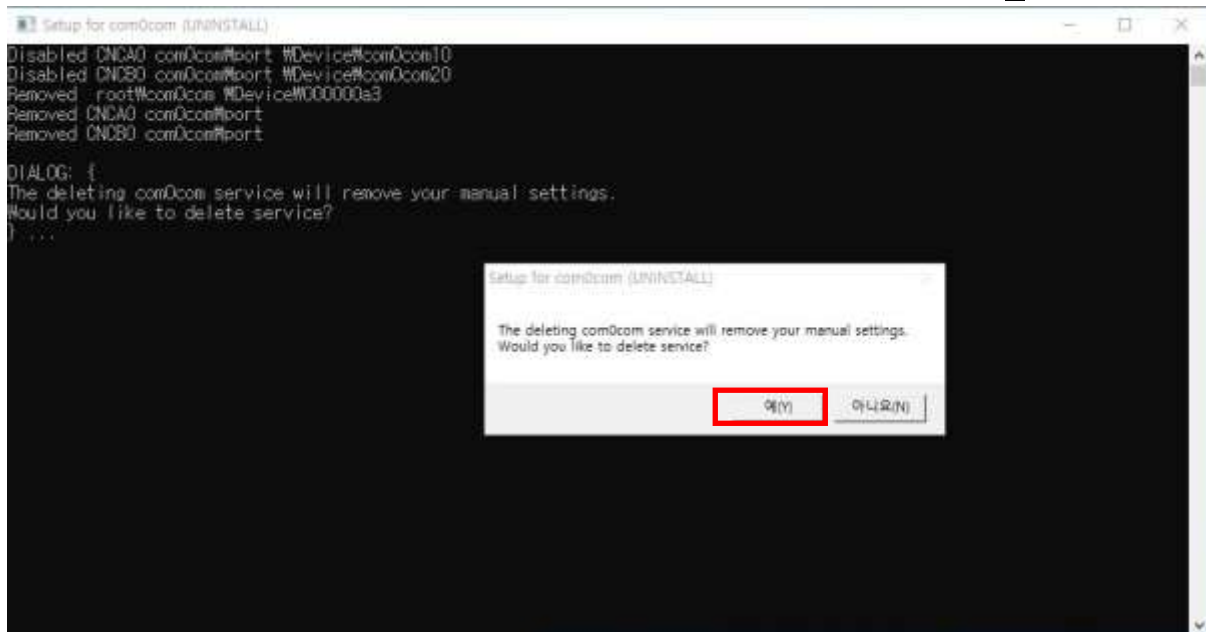 Setup for com0com (UNINSTALL)
Disabled CNCA0 com0com₩port ₩Device₩com0com10
Disabled CNCB0 com0com₩port ₩Device₩com0com20
Removed  root₩com0com ₩Device₩000000a3
Removed CNCA0 com0com₩port
Removed CNCB0 com0com₩port
DIALOG: {
The deleting com0com service will remove your manual settings.
Would you like to delete service?
} ...
Setup for com0com (UNINSTALL)
The deleting com0com service will remove your manual settings.
Would you like to delete service?
예(Y) 아니요(N)